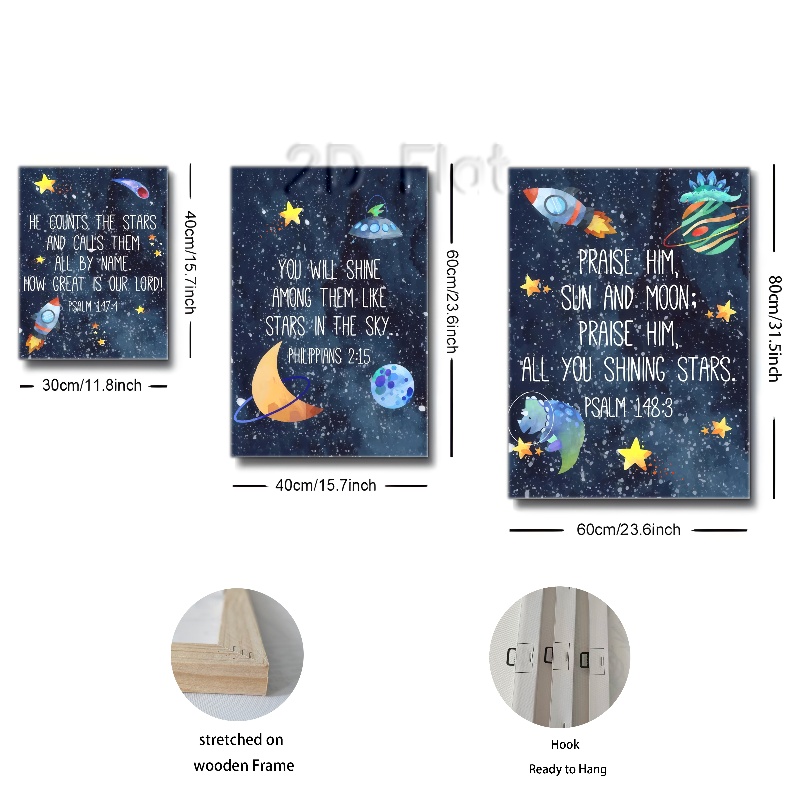 2D Flat
HE COUNTS THE STARS
AND CALLS THEM
ALL BY NAME.
HOW GREAT IS OUR LORD!
PSALM 147:4
40cm/15.7inch
30cm/11.8inch
YOU WILL SHINE
AMONG THEM LIKE
STARS IN THE SKY..
PHILIPPIANS 2:15
60cm/23.6inch
40cm/15.7inch
PRAISE HIM,
SUN AND MOON;
PRAISE HIM,
ALL YOU SHINING STARS.
PSALM 148:3
80cm/31.5inch
60cm/23.6inch
stretched on
wooden Frame
Hook
Ready to Hang